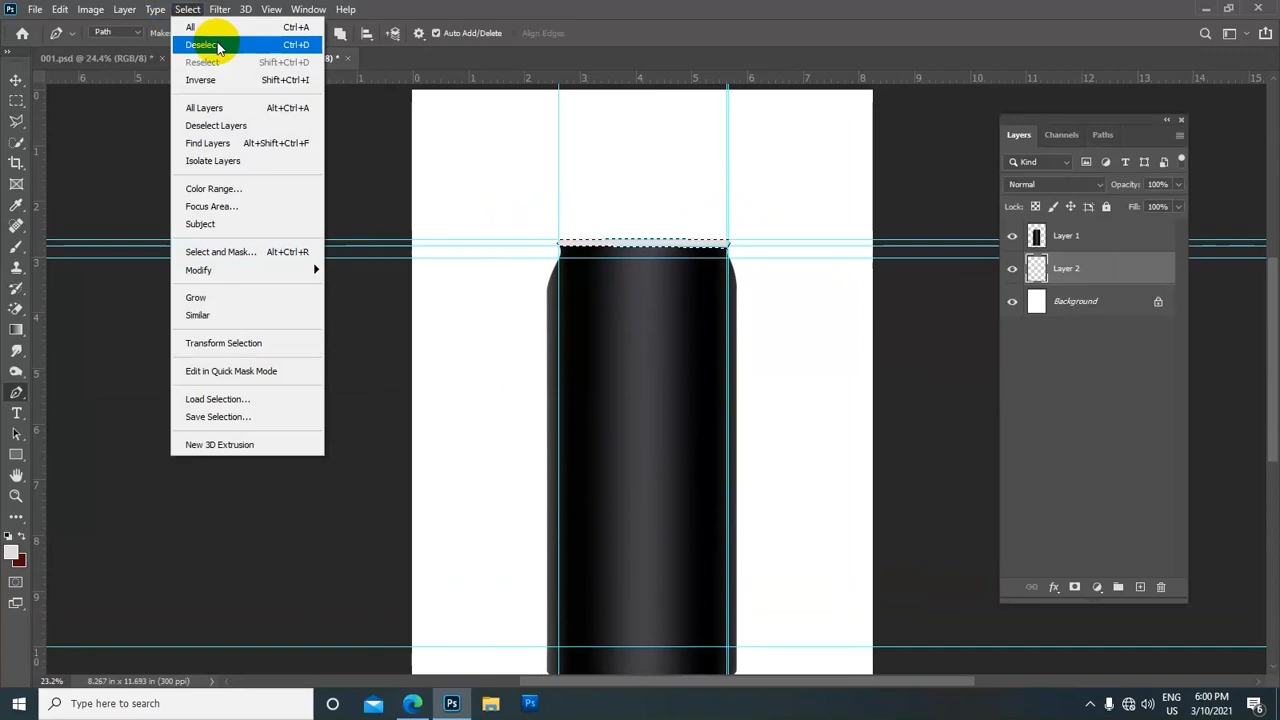 Ps File Edit Image Layer Type Select Filter 3D View Window Help
Path Auto Add/Delete Align Edges
001.psd @ 24.4% (RGB/8) * × 8) * ×
All Ctrl+A
Deselect Ctrl+D
Reselect Shift+Ctrl+D
Inverse Shift+Ctrl+I
All Layers Alt+Ctrl+A
Deselect Layers
Find Layers Alt+Shift+Ctrl+F
Isolate Layers
Color Range...
Focus Area...
Subject
Select and Mask... Alt+Ctrl+R
Modify
Grow
Similar
Transform Selection
Edit in Quick Mask Mode
Load Selection...
Save Selection...
New 3D Extrusion
Layers Channels Paths
Kind
Normal Opacity: 100%
Lock: Fill: 100%
Layer 1
Layer 2
Background
fx
23.2% 8.267 in x 11.693 in (300 ppi)
Type here to search
ENG
US
6:00 PM
3/10/2021
6